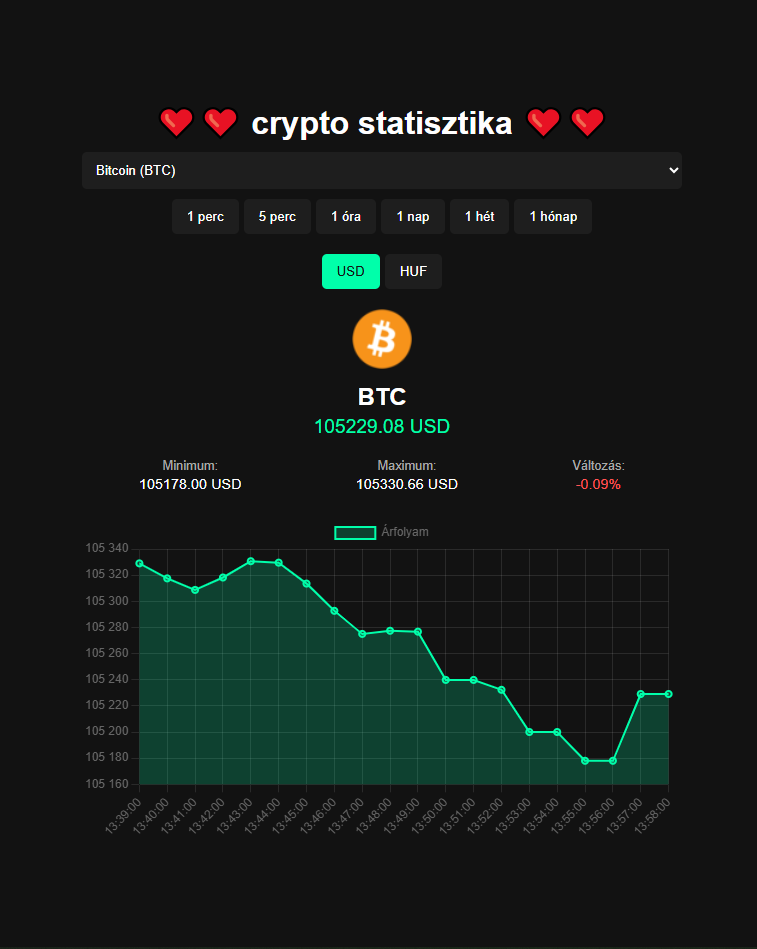 crypto statisztika
Bitcoin (BTC)
1 perc 5 perc 1 óra 1 nap 1 hét 1 hónap
USD HUF
BTC
105229.08 USD
Minimum: Maximum: Változás:
105178.00 USD 105330.66 USD -0.09%
Árfolyam
105 340
105 320
105 300
105 280
105 260
105 240
105 220
105 200
105 180
105 160
13:39:00 13:40:00 13:41:00 13:42:00 13:43:00 13:44:00 13:45:00 13:46:00 13:47:00 13:48:00 13:49:00 13:50:00 13:51:00 13:52:00 13:53:00 13:54:00 13:55:00 13:56:00 13:57:00 13:58:00